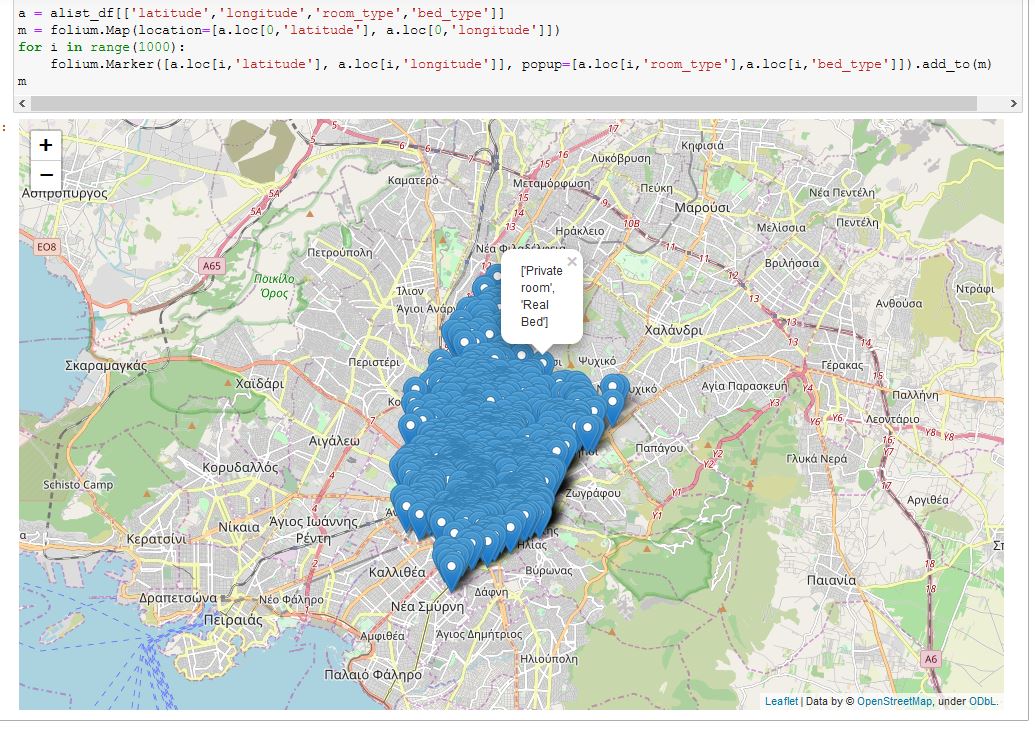 a = alist_df[['latitude','longitude','room_type','bed_type']]
m = folium.Map(location=[a.loc[0,'latitude'], a.loc[0,'longitude']])
for i in range(1000):
    folium.Marker([a.loc[i,'latitude'], a.loc[i,'longitude']], popup=[a.loc[i,'room_type'],a.loc[i,'bed_type']]).add_to(m)
m
+
−
Ασπρόπυργος
Καματερό
Μεταμόρφωση
Λυκόβρυση
Κηφισιά
Πεύκη
Μαρούσι
Νέα Πεντέλη
Πεντέλη
Μελίσσια
Ηράκλειο
Νέα Φιλαδέλφεια
ΕΟ8
Α65
Πετρούπολη
Ποικίλο
Όρος
Ίλιον
Άγιοι Αναργ
Βριλήσσια
Ντράφι
Ανθούσα
×
['Private
room',
'Real
Bed']
Σκαραμαγκάς
Χαϊδάρι
Περιστέρι
Ψυχικό
Χαλάνδρι
Γέρακας
Αγία Παρασκευή
Παλλήνη
Λεοντάριο
Αιγάλεω
Κορυδαλλός
Schisto Camp
Παπάγου
Γλυκά Νερά
Ζωγράφου
Αργιθέα
Νίκαια
Άγιος Ιωάννης
Ρέντη
Κερατσίνι
Ηλίας
Βύρωνας
Καλλιθέα
Δάφνη
Παιανία
Δραπετσώνα
Νέο Φάληρο
Πειραιάς
Νέα Σμύρνη
Αμφιθέα
Άγιος Δημήτριος
Ηλιούπολη
Παλαιό Φάληρο
Α6
Leaflet | Data by © OpenStreetMap, under ODbL.